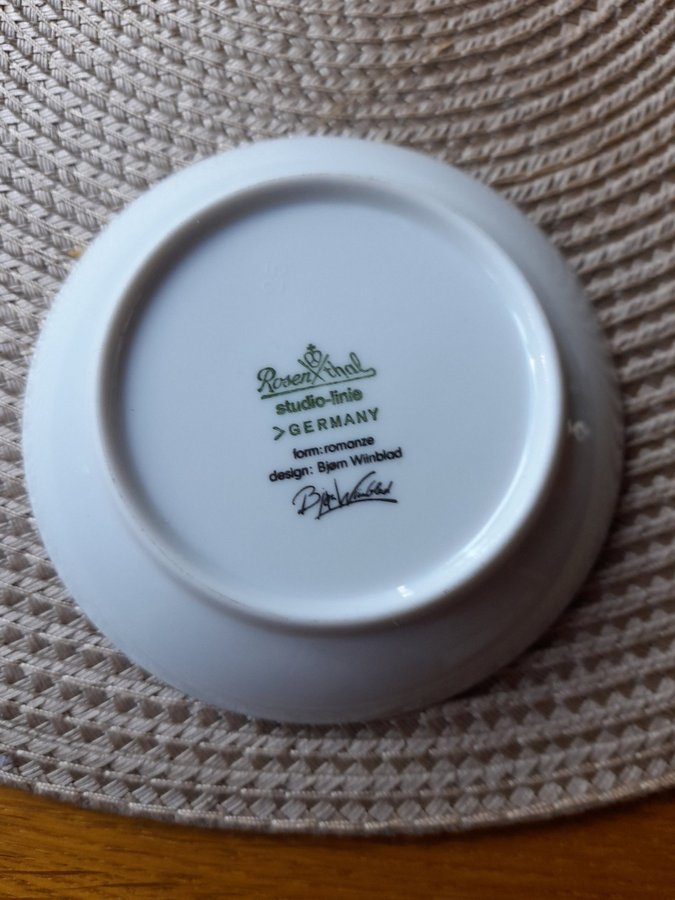 Rosenthal
studio-linie
>GERMANY
form: romanze
design: Bjørn Wiinblad
Bjørn Wiinblad